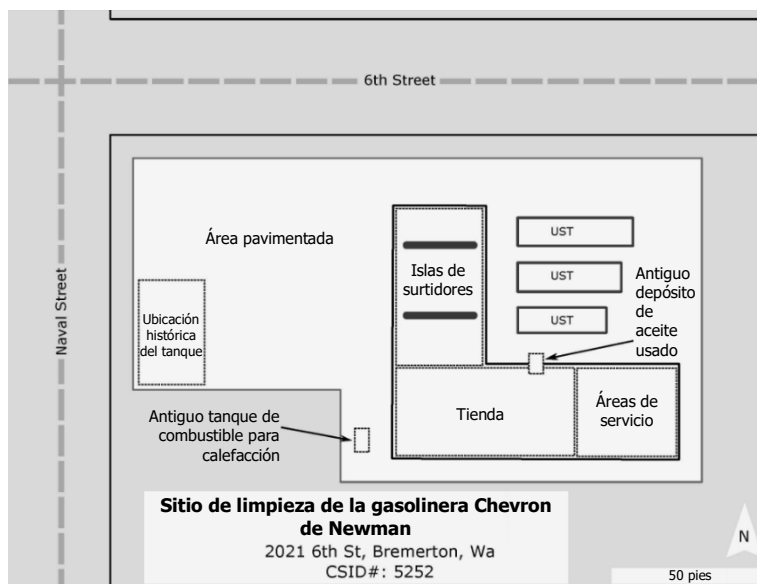 6th Street
Naval Street
Área pavimentada
Islas de
surtidores
UST
UST
UST
Antiguo
depósito
de
aceite
usado
Ubicación
histórica
del tanque
Antiguo tanque de
combustible para
calefacción
Tienda
Áreas de
servicio
Sitio de limpieza de la gasolinera Chevron
de Newman
2021 6th St, Bremerton, Wa
CSID#: 5252
N
50 pies